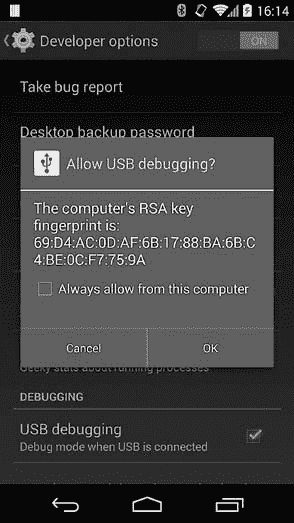 16:14
Developer options
ON
Take bug report
Desktop backup password
Allow USB debugging?
The computer's RSA key
fingerprint is:
69:D4:AC:0D:AF:6B:17:88:BA:6B:C
4:BE:0C:F7:75:9A
Always allow from this computer
Cancel
OK
Geeky stats about running processes
DEBUGGING
USB debugging
Debug mode when USB is connected